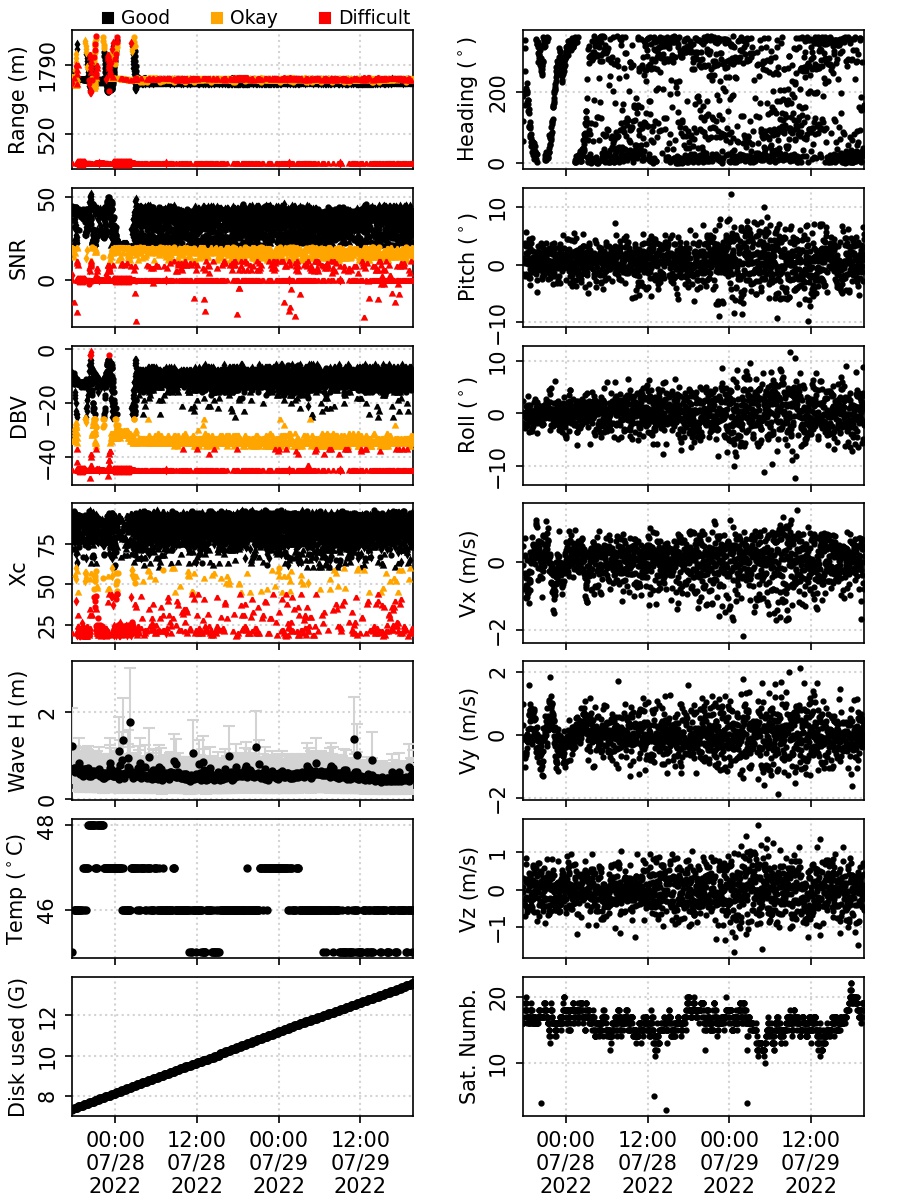 Good Okay Difficult
Range (m)
1790
520
Heading (°)
200
0
SNR
50
0
Pitch (°)
10
0
−10
DBV
0
−20
−40
Roll (°)
10
0
−10
Xc
75
50
25
Vx (m/s)
0
−2
Wave H (m)
2
0
Vy (m/s)
2
0
−2
Temp (°C)
48
46
Vz (m/s)
1
0
−1
Disk used (G)
12
10
8
Sat. Numb.
20
10
00:00 12:00 00:00 12:00
07/28 07/28 07/29 07/29
2022 2022 2022 2022
00:00 12:00 00:00 12:00
07/28 07/28 07/29 07/29
2022 2022 2022 2022